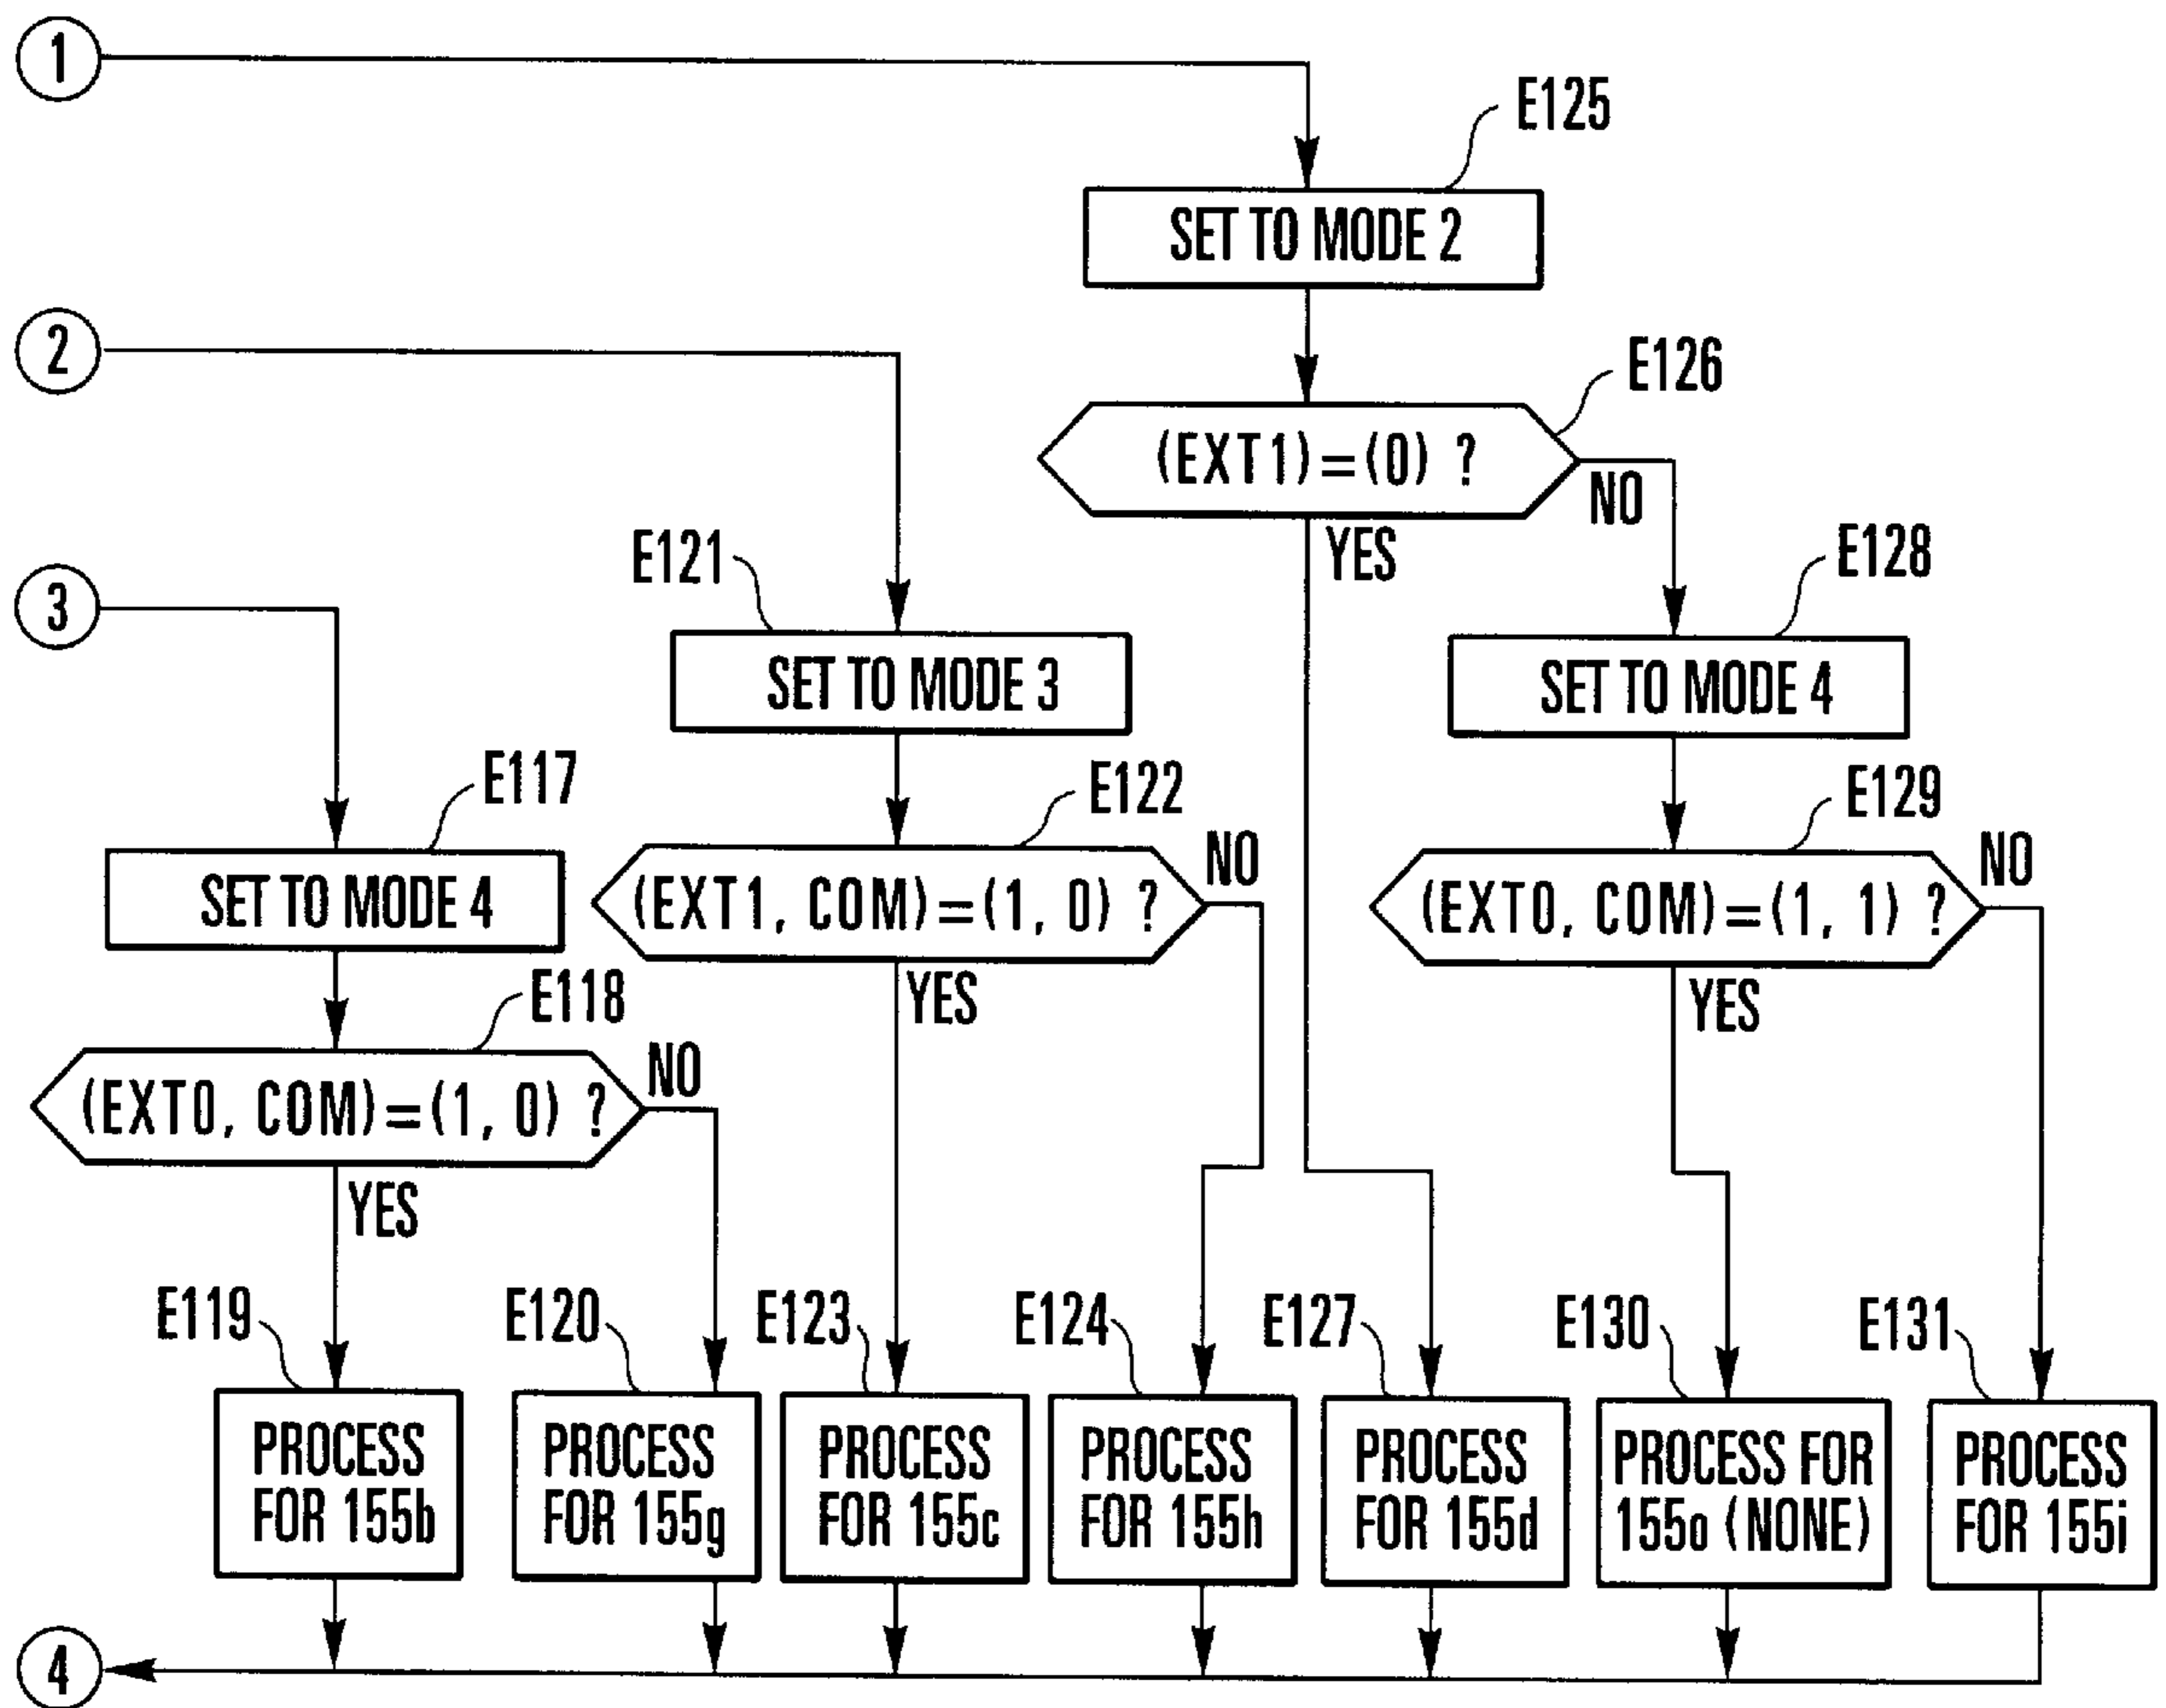 1
E125
SET TO MODE 2
2
E126
(EXT1)=(0) ?
NO
YES
E121
E128
3
SET TO MODE 3
SET TO MODE 4
E117
E122
E129
NO
NO
SET TO MODE 4
(EXT1, COM)=(1, 0) ?
(EXT0, COM)=(1, 1) ?
E118
YES
YES
NO
(EXT0, COM)=(1, 0) ?
YES
E119
E120
E123
E124
E127
E130
E131
PROCESS
FOR 155b
PROCESS
FOR 155g
PROCESS
FOR 155c
PROCESS
FOR 155h
PROCESS
FOR 155d
PROCESS FOR
155o (NONE)
PROCESS
FOR 155i
4